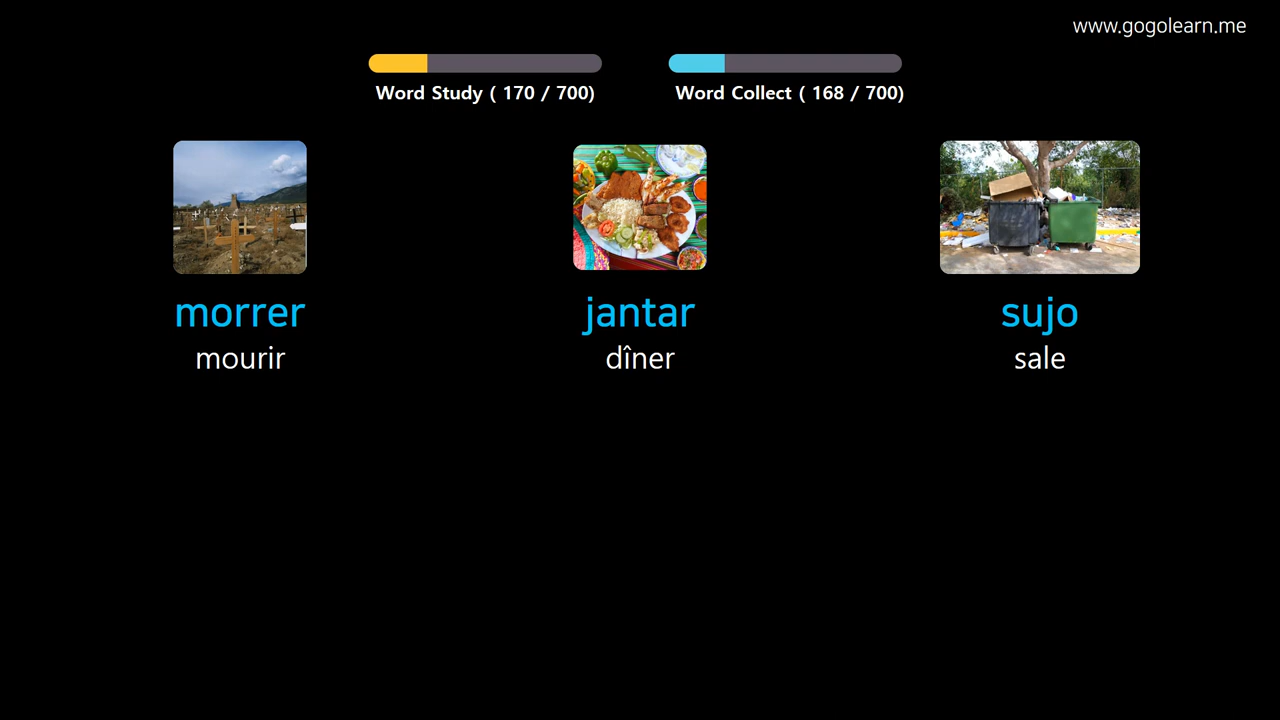 www.gogolearn.me
Word Study ( 170 / 700)
Word Collect ( 168 / 700)
morrer
mourir
jantar
dîner
sujo
sale